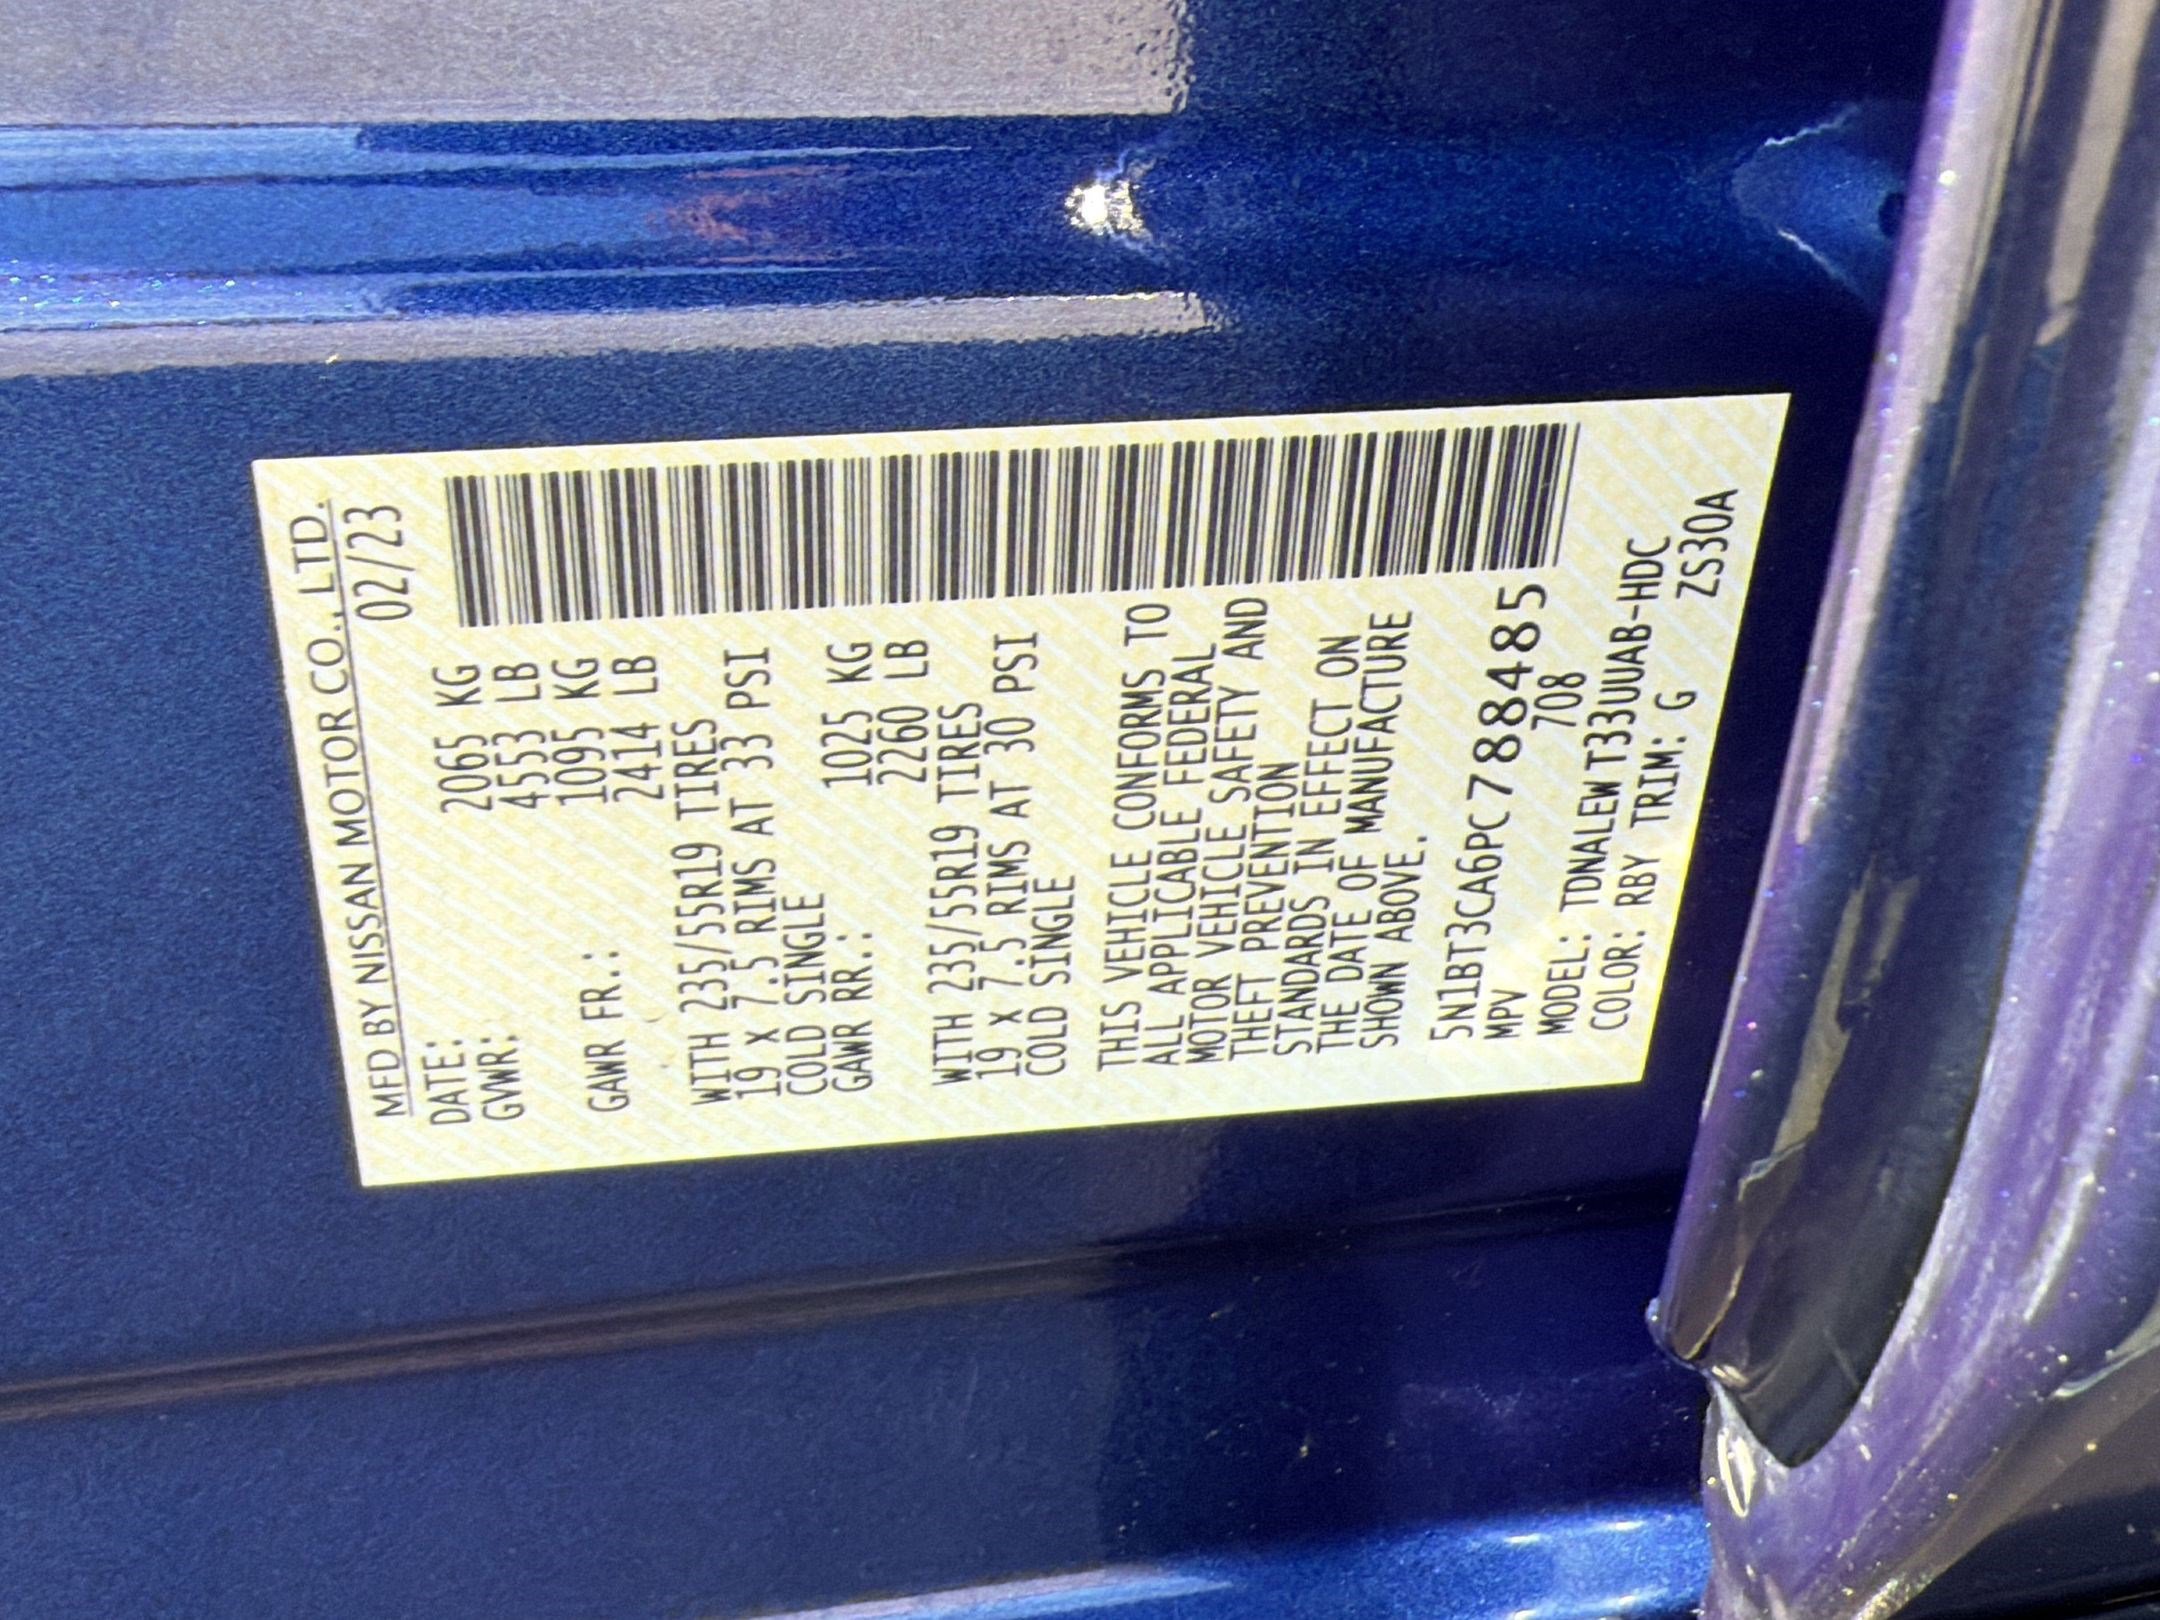 MFD BY NISSAN MOTOR CO., LTD.
DATE: 02/23
GVWR: 2065 KG
4553 LB
GAWR FR.: 1095 KG
2414 LB
WITH 235/55R19 TIRES
19 X 7.5 RIMS AT 33 PSI
COLD SINGLE
GAWR RR.: 1025 KG
2260 LB
WITH 235/55R19 TIRES
19 X 7.5 RIMS AT 30 PSI
COLD SINGLE
THIS VEHICLE CONFORMS TO
ALL APPLICABLE FEDERAL
MOTOR VEHICLE SAFETY AND
THEFT PREVENTION
STANDARDS IN EFFECT ON
THE DATE OF MANUFACTURE
SHOWN ABOVE.
5N1BT3CA6PC788485
MPV 708
MODEL: TDNALEW T33UUAB-HDC
COLOR: RBY TRIM: G ZS30A